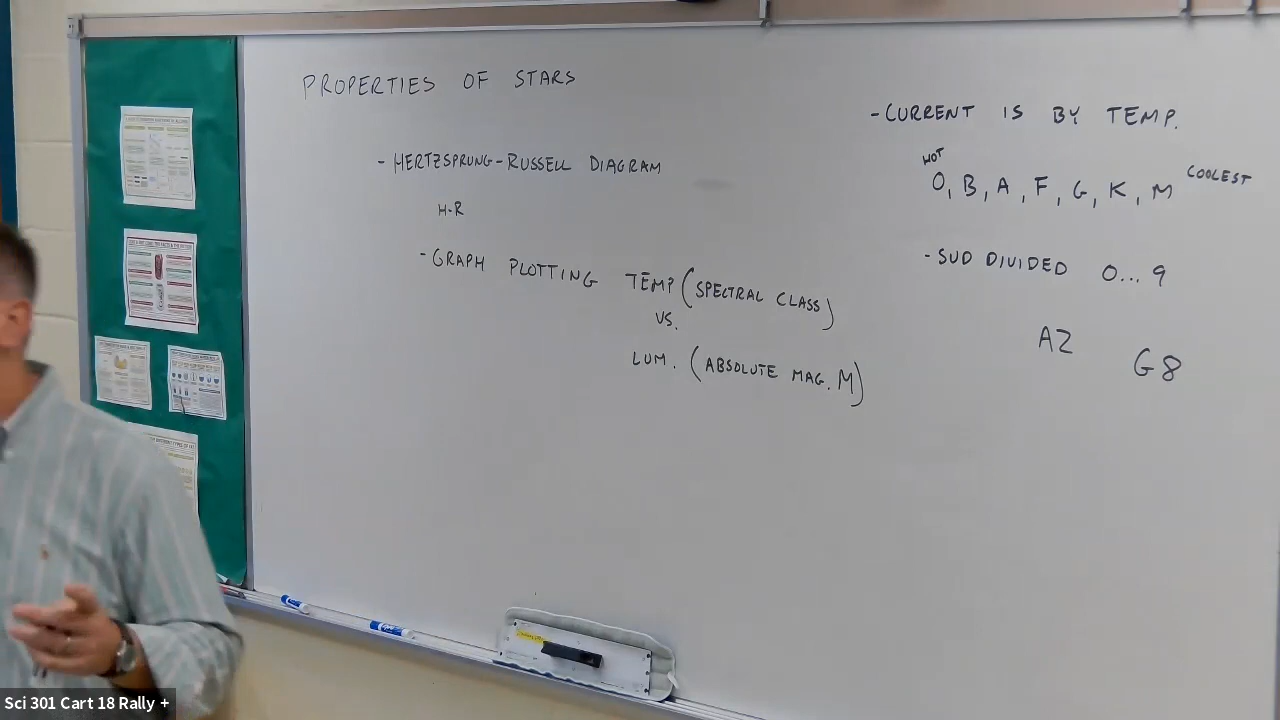 PROPERTIES OF STARS
- HERTZSPRUNG-RUSSELL DIAGRAM
H-R
- GRAPH PLOTTING TEMP (SPECTRAL CLASS)
VS.
LUM. (ABSOLUTE MAG. M)
- CURRENT IS BY TEMP.
HOT
O, B, A, F, G, K, M COOLEST
- SUD DIVIDED 0...9
A2 G8
Sci 301 Cart 18 Rally +